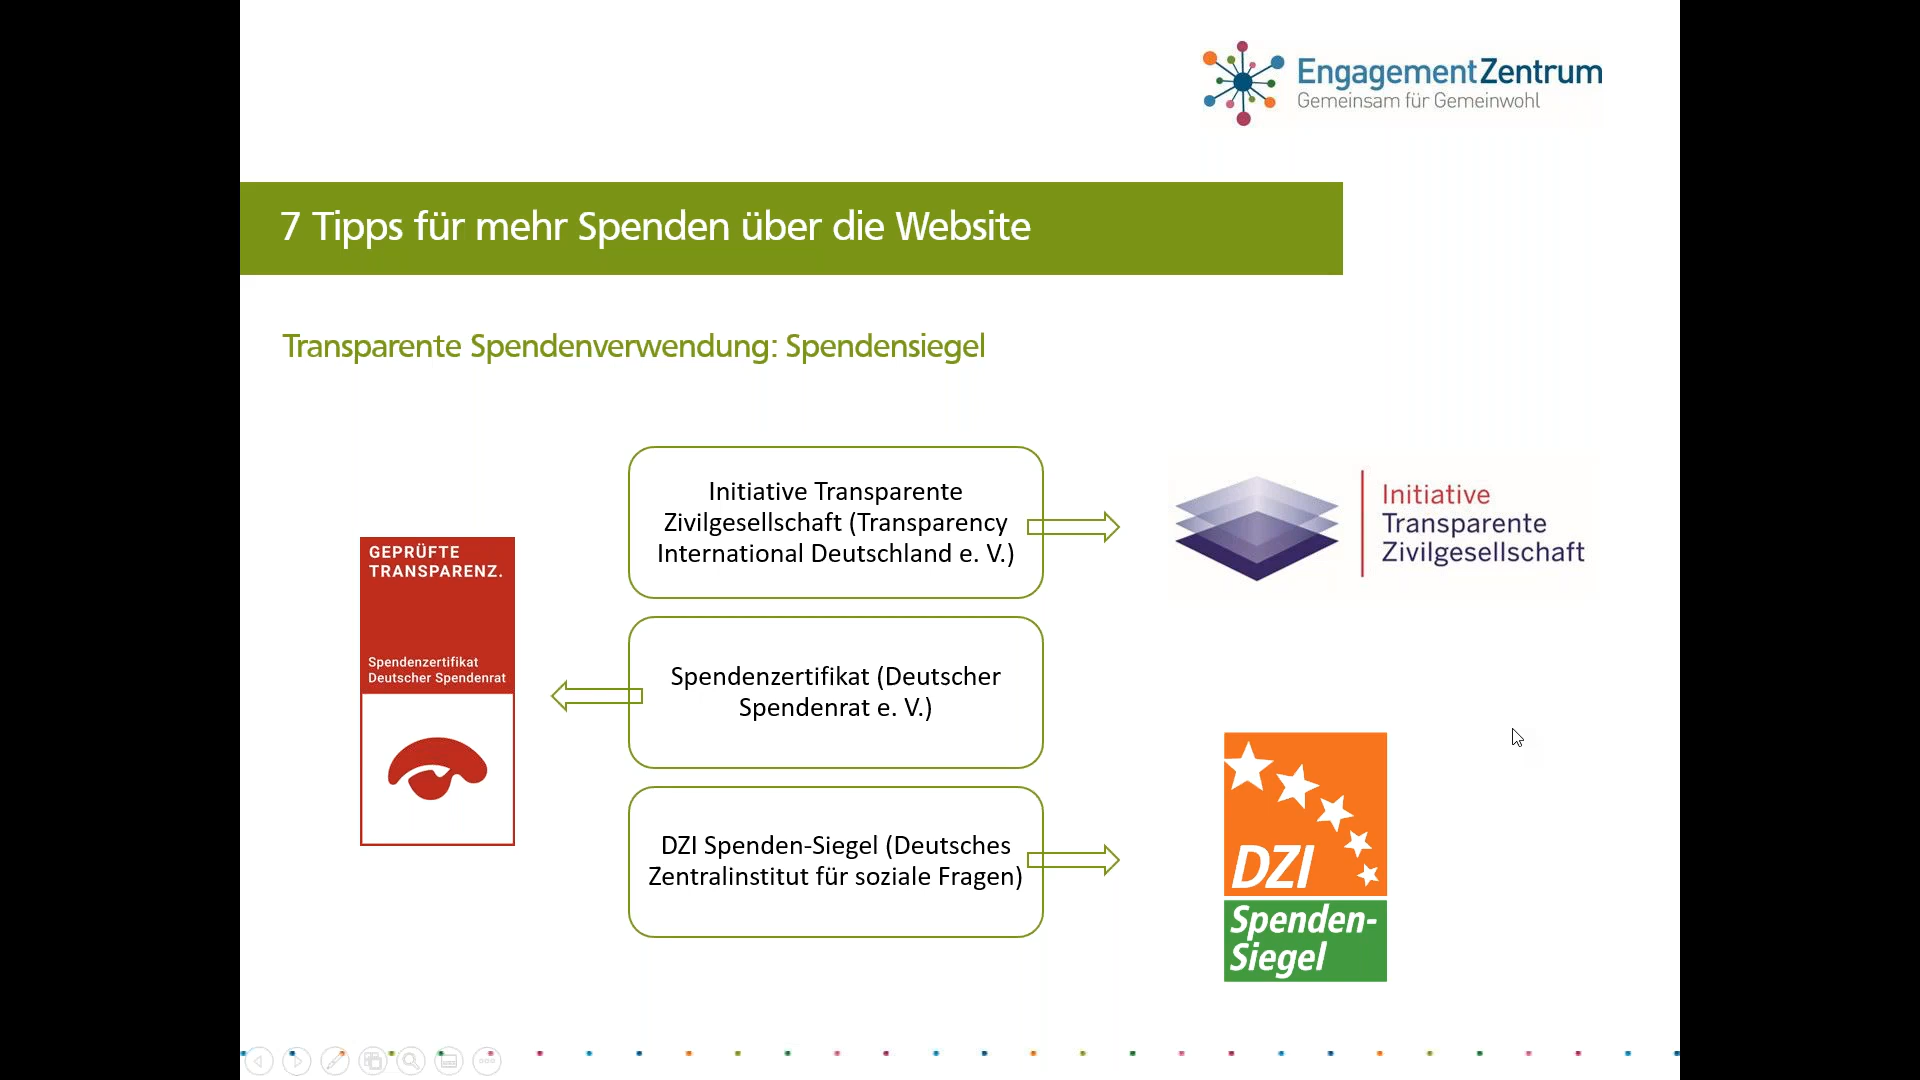 EngagementZentrum
Gemeinsam für Gemeinwohl
7 Tipps für mehr Spenden über die Website
Transparente Spendenverwendung: Spendensiegel
Initiative Transparente
Zivilgesellschaft (Transparency
International Deutschland e. V.)
Initiative
Transparente
Zivilgesellschaft
GEPRÜFTE
TRANSPARENZ.
Spendenzertifikat
Deutscher Spendenrat
Spendenzertifikat (Deutscher
Spendenrat e. V.)
DZI Spenden-Siegel (Deutsches
Zentralinstitut für soziale Fragen)
DZI
Spenden-
Siegel